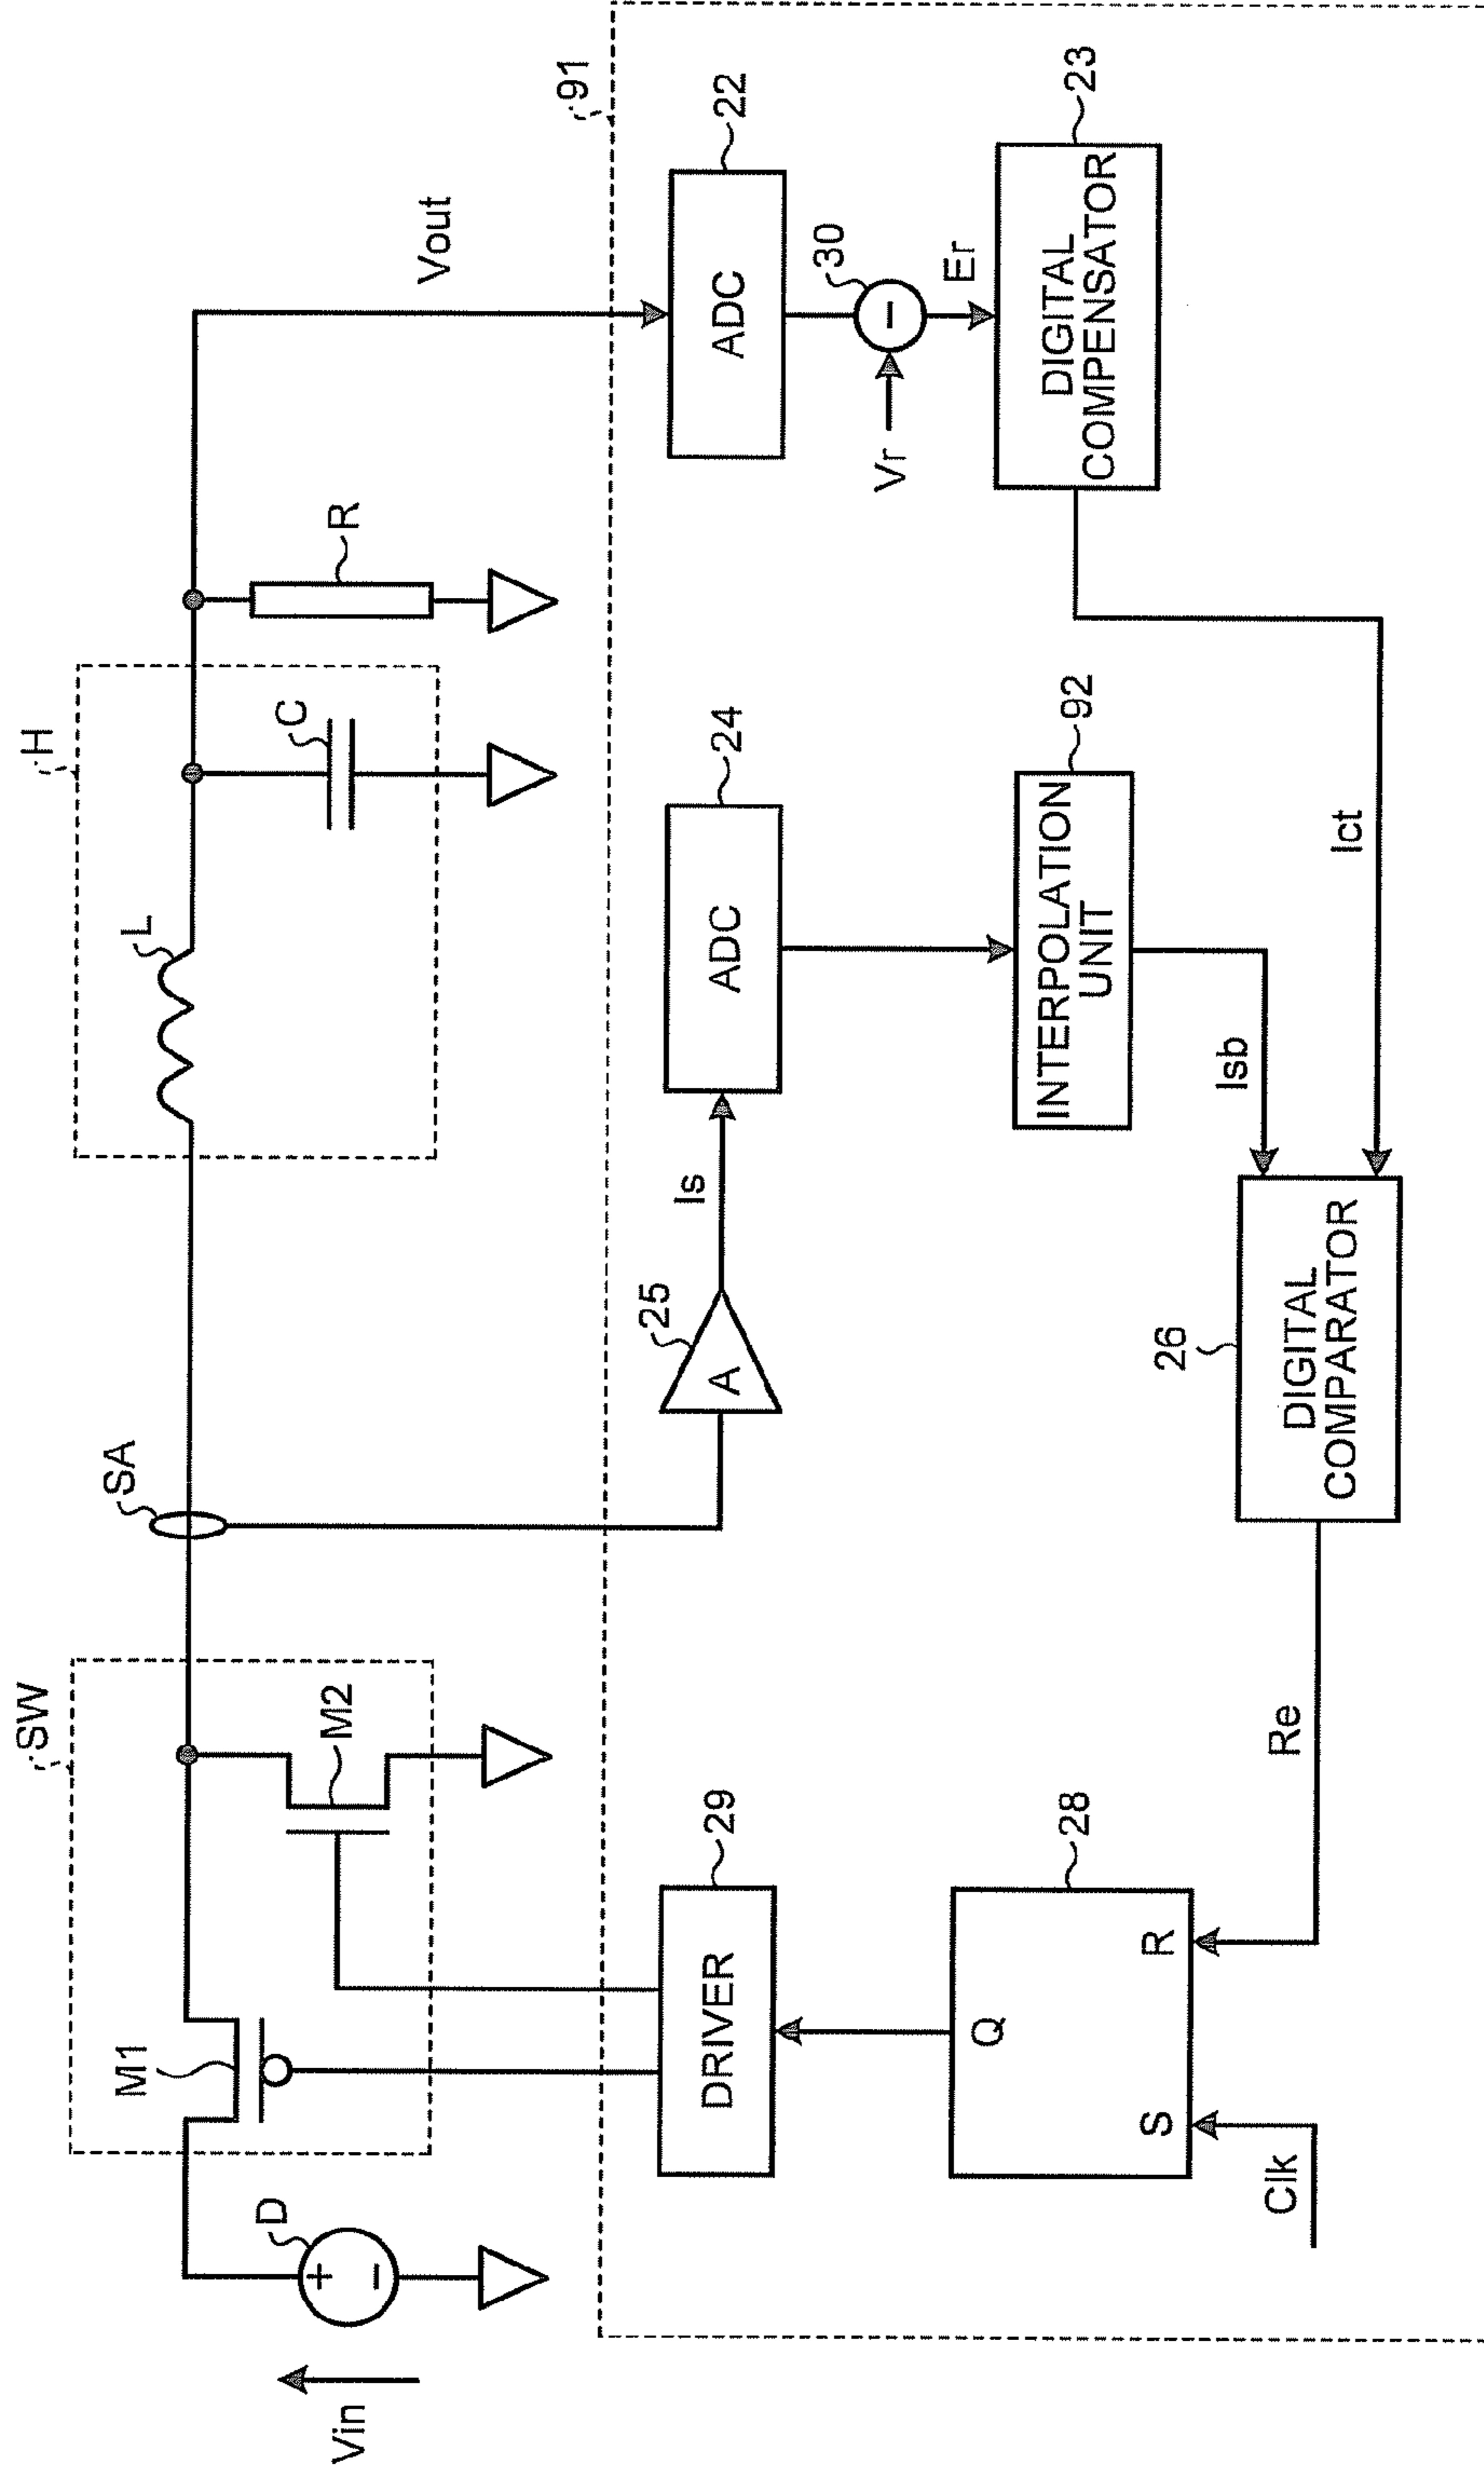 SW
H
M1
M2
SA
L
C
R
D
Vin
Vout
91
29
DRIVER
25
A
Is
24
ADC
22
ADC
30
Vr
Er
28
Q
S
R
Clk
Re
26
DIGITAL
COMPARATOR
Isb
Ict
92
INTERPOLATION
UNIT
23
DIGITAL
COMPENSATOR